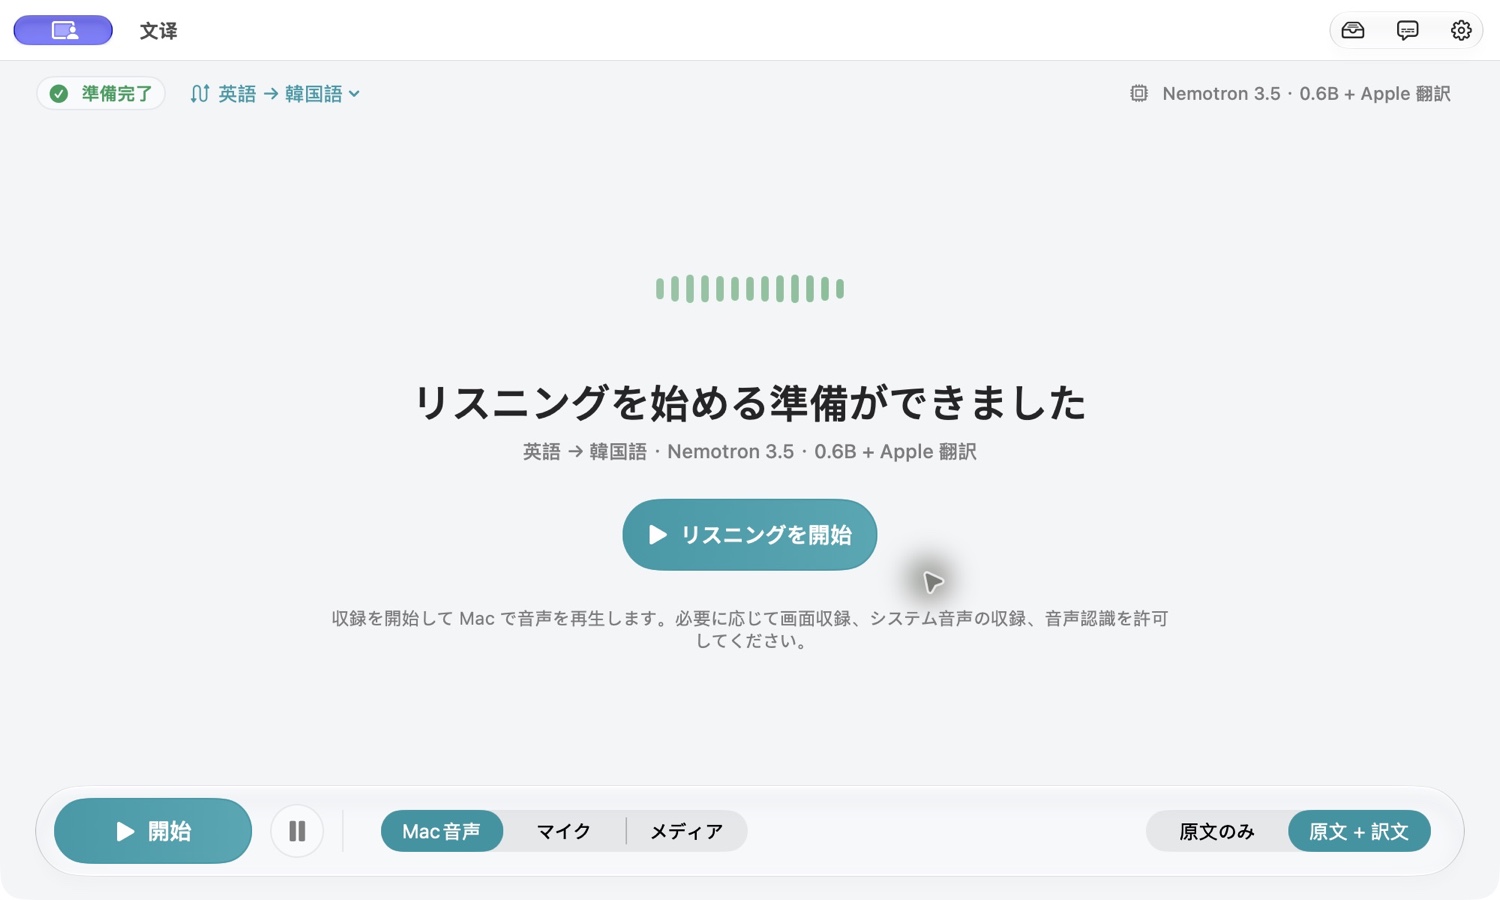 文译
準備完了
英語 → 韓国語
Nemotron 3.5 · 0.6B + Apple 翻訳
リスニングを始める準備ができました
英語 → 韓国語 · Nemotron 3.5 · 0.6B + Apple 翻訳
リスニングを開始
収録を開始して Mac で音声を再生します。必要に応じて画面収録、システム音声の収録、音声認識を許可
してください。
開始
Mac音声
マイク
メディア
原文のみ
原文 + 訳文